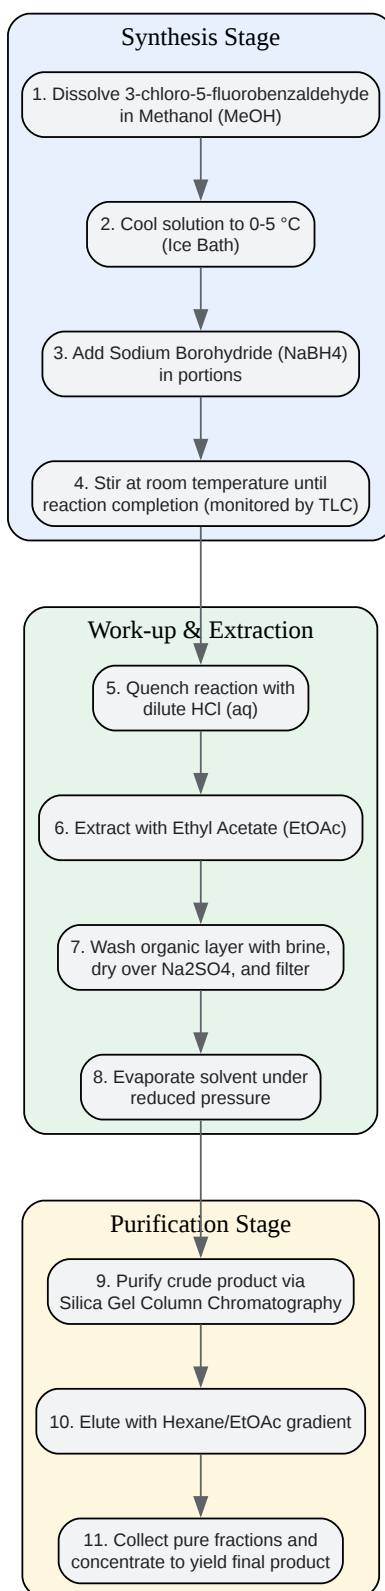 Synthesis Stage
1. Dissolve 3-chloro-5-fluorobenzaldehyde
in Methanol (MeOH)
2. Cool solution to 0-5 °C
(Ice Bath)
3. Add Sodium Borohydride (NaBH4)
in portions
4. Stir at room temperature until
reaction completion (monitored by TLC)
Work-up & Extraction
5. Quench reaction with
dilute HCl (aq)
6. Extract with Ethyl Acetate (EtOAc)
7. Wash organic layer with brine,
dry over Na2SO4, and filter
8. Evaporate solvent under
reduced pressure
Purification Stage
9. Purify crude product via
Silica Gel Column Chromatography
10. Elute with Hexane/EtOAc gradient
11. Collect pure fractions and
concentrate to yield final product